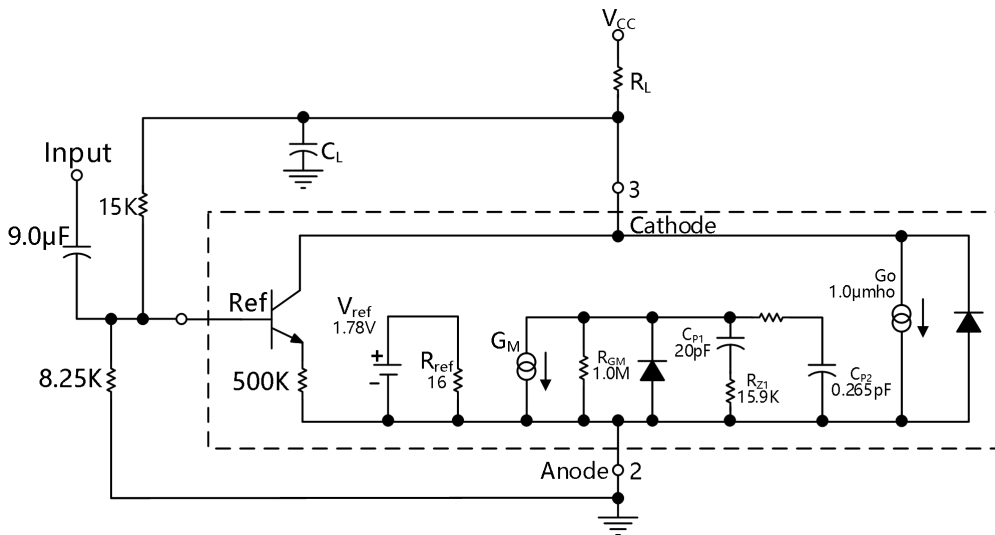 V_CC
R_L
Input
C_L
3
15K
9.0μF
Cathode
Go
1.0μmho
Ref
V_ref
1.78V
G_M
C_P1
20pF
+
−
R_ref
16
R_GM
1.0M
8.25K
500K
R_Z1
15.9K
C_P2
0.265pF
Anode
2